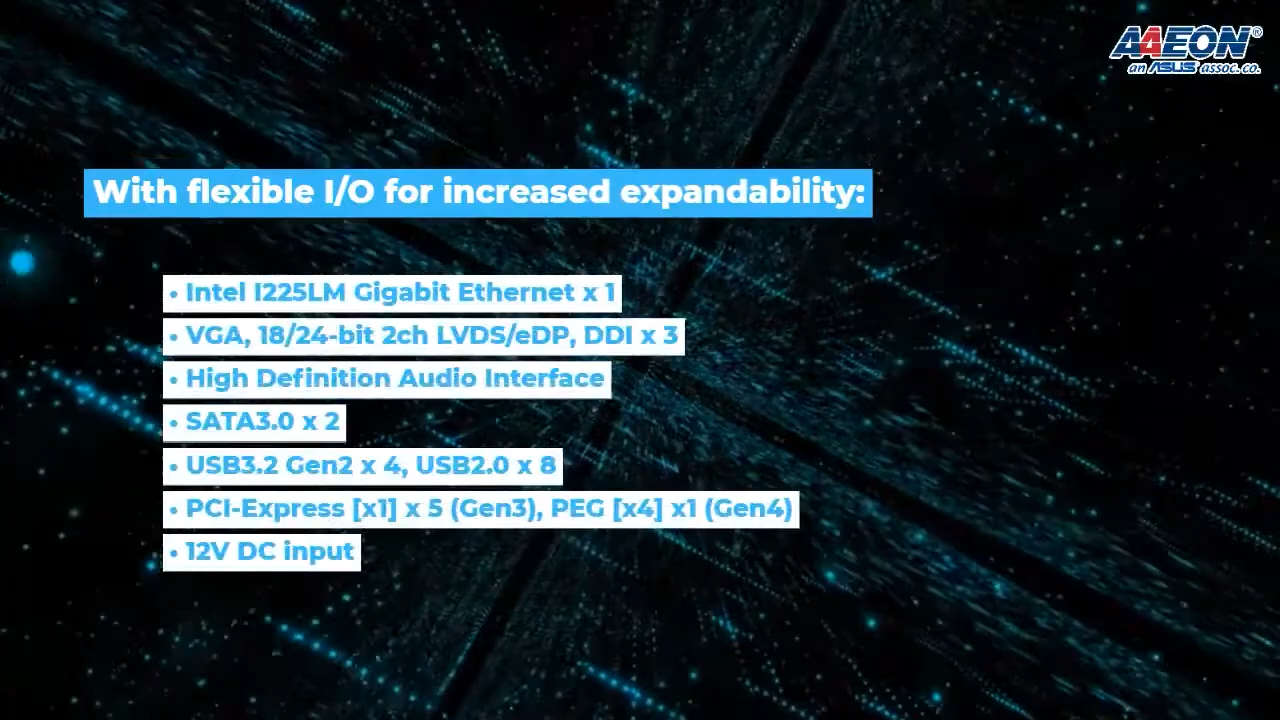 AAEON®
an ASUS assoc. co.
With flexible I/O for increased expandability:
• Intel I225LM Gigabit Ethernet x 1
• VGA, 18/24-bit 2ch LVDS/eDP, DDI x 3
• High Definition Audio Interface
• SATA3.0 x 2
• USB3.2 Gen2 x 4, USB2.0 x 8
• PCI-Express [x1] x 5 (Gen3), PEG [x4] x1 (Gen4)
• 12V DC input